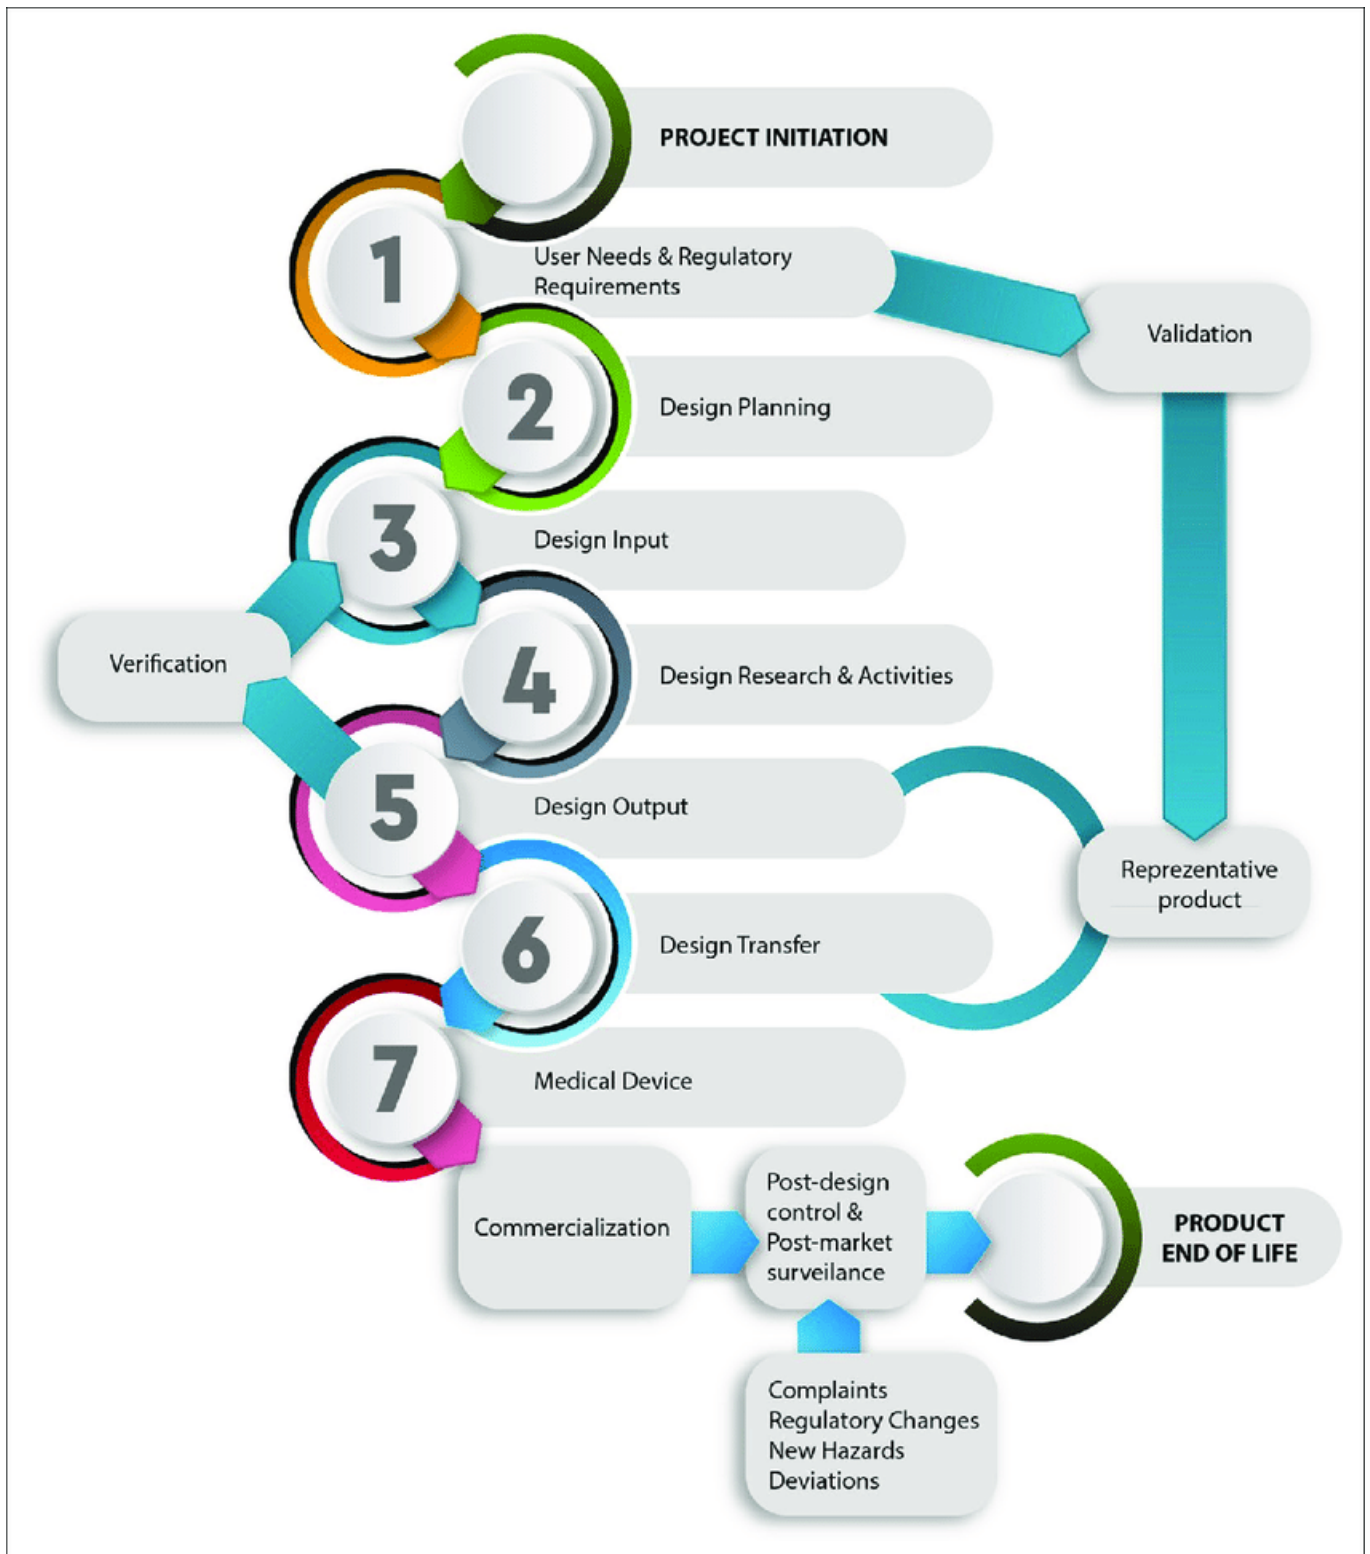 PROJECT INITIATION
1
User Needs & Regulatory
Requirements
Validation
2
Design Planning
3
Design Input
Verification
4
Design Research & Activities
5
Design Output
Reprezentative
product
6
Design Transfer
7
Medical Device
Commercialization
Post-design
control &
Post-market
surveilance
PRODUCT
END OF LIFE
Complaints
Regulatory Changes
New Hazards
Deviations